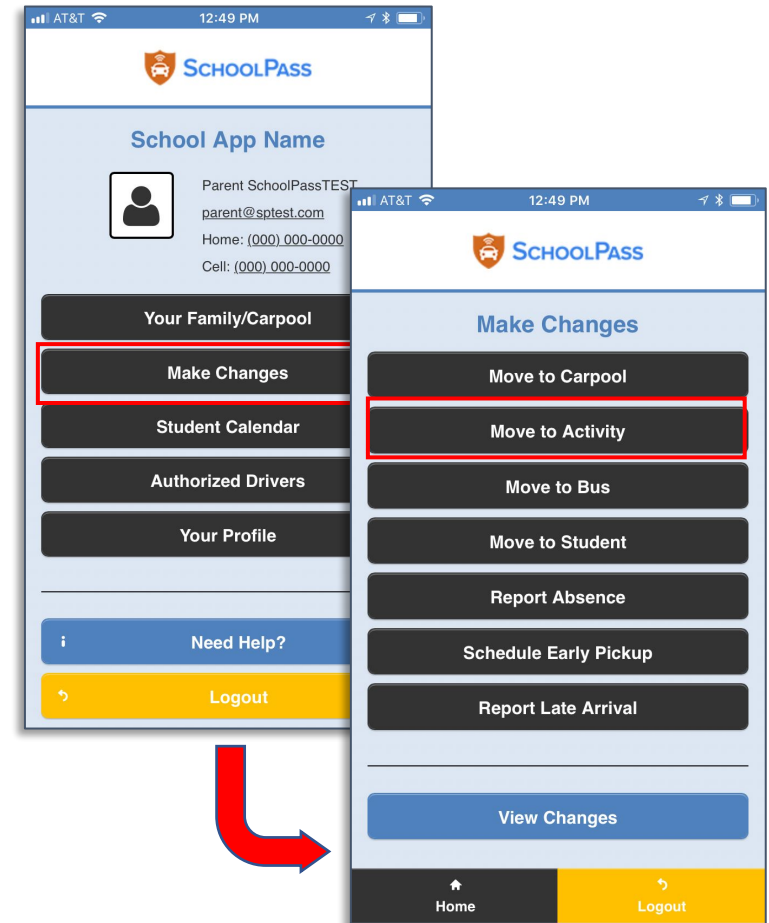 AT&T 12:49 PM
SCHOOLPASS
School App Name
Parent SchoolPassTEST
parent@sptest.com
Home: (000) 000-0000
Cell: (000) 000-0000
Your Family/Carpool
Make Changes
Student Calendar
Authorized Drivers
Your Profile
Need Help?
Logout
AT&T 12:49 PM
SCHOOLPASS
Make Changes
Move to Carpool
Move to Activity
Move to Bus
Move to Student
Report Absence
Schedule Early Pickup
Report Late Arrival
View Changes
Home Logout